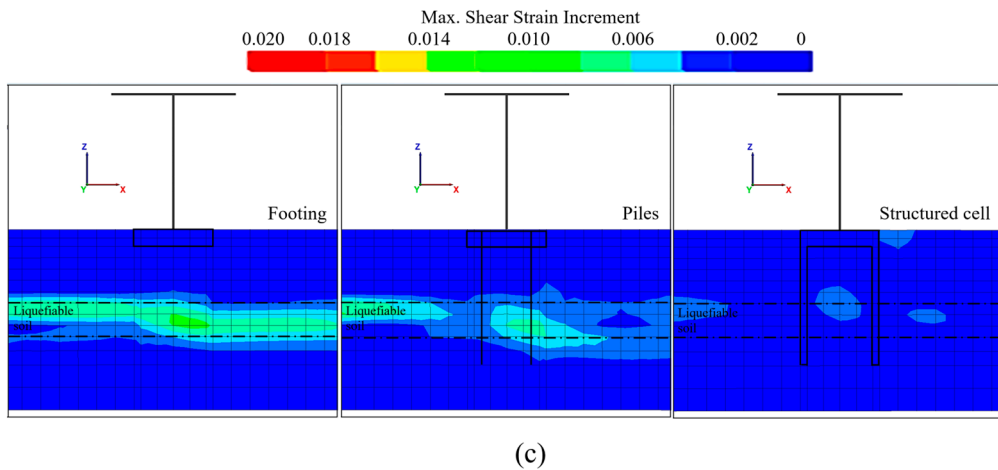 Max. Shear Strain Increment
0.020 0.018 0.014 0.010 0.006 0.002 0
Z
Y X
Footing
Liquefiable
soil
Z
Y X
Piles
Liquefiable
soil
Z
Y X
Structured cell
Liquefiable
soil
(c)